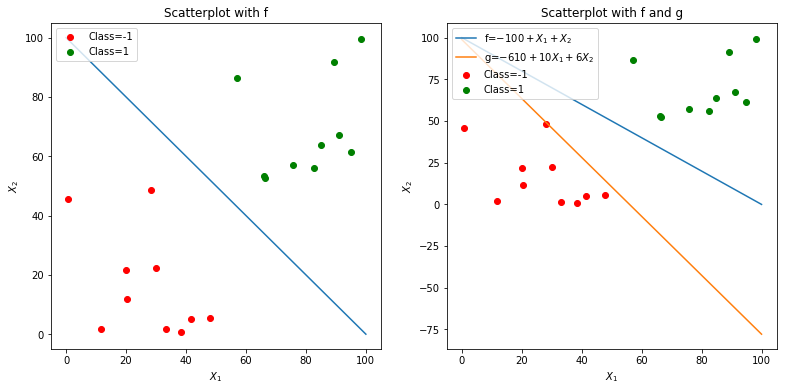 Scatterplot with f
Class=-1
Class=1
100
80
60
40
20
0
X₂
0 20 40 60 80 100
X₁
Scatterplot with f and g
f=−100 + X₁ + X₂
g=−610 + 10X₁ + 6X₂
Class=-1
Class=1
100
75
50
25
0
−25
−50
−75
X₂
0 20 40 60 80 100
X₁